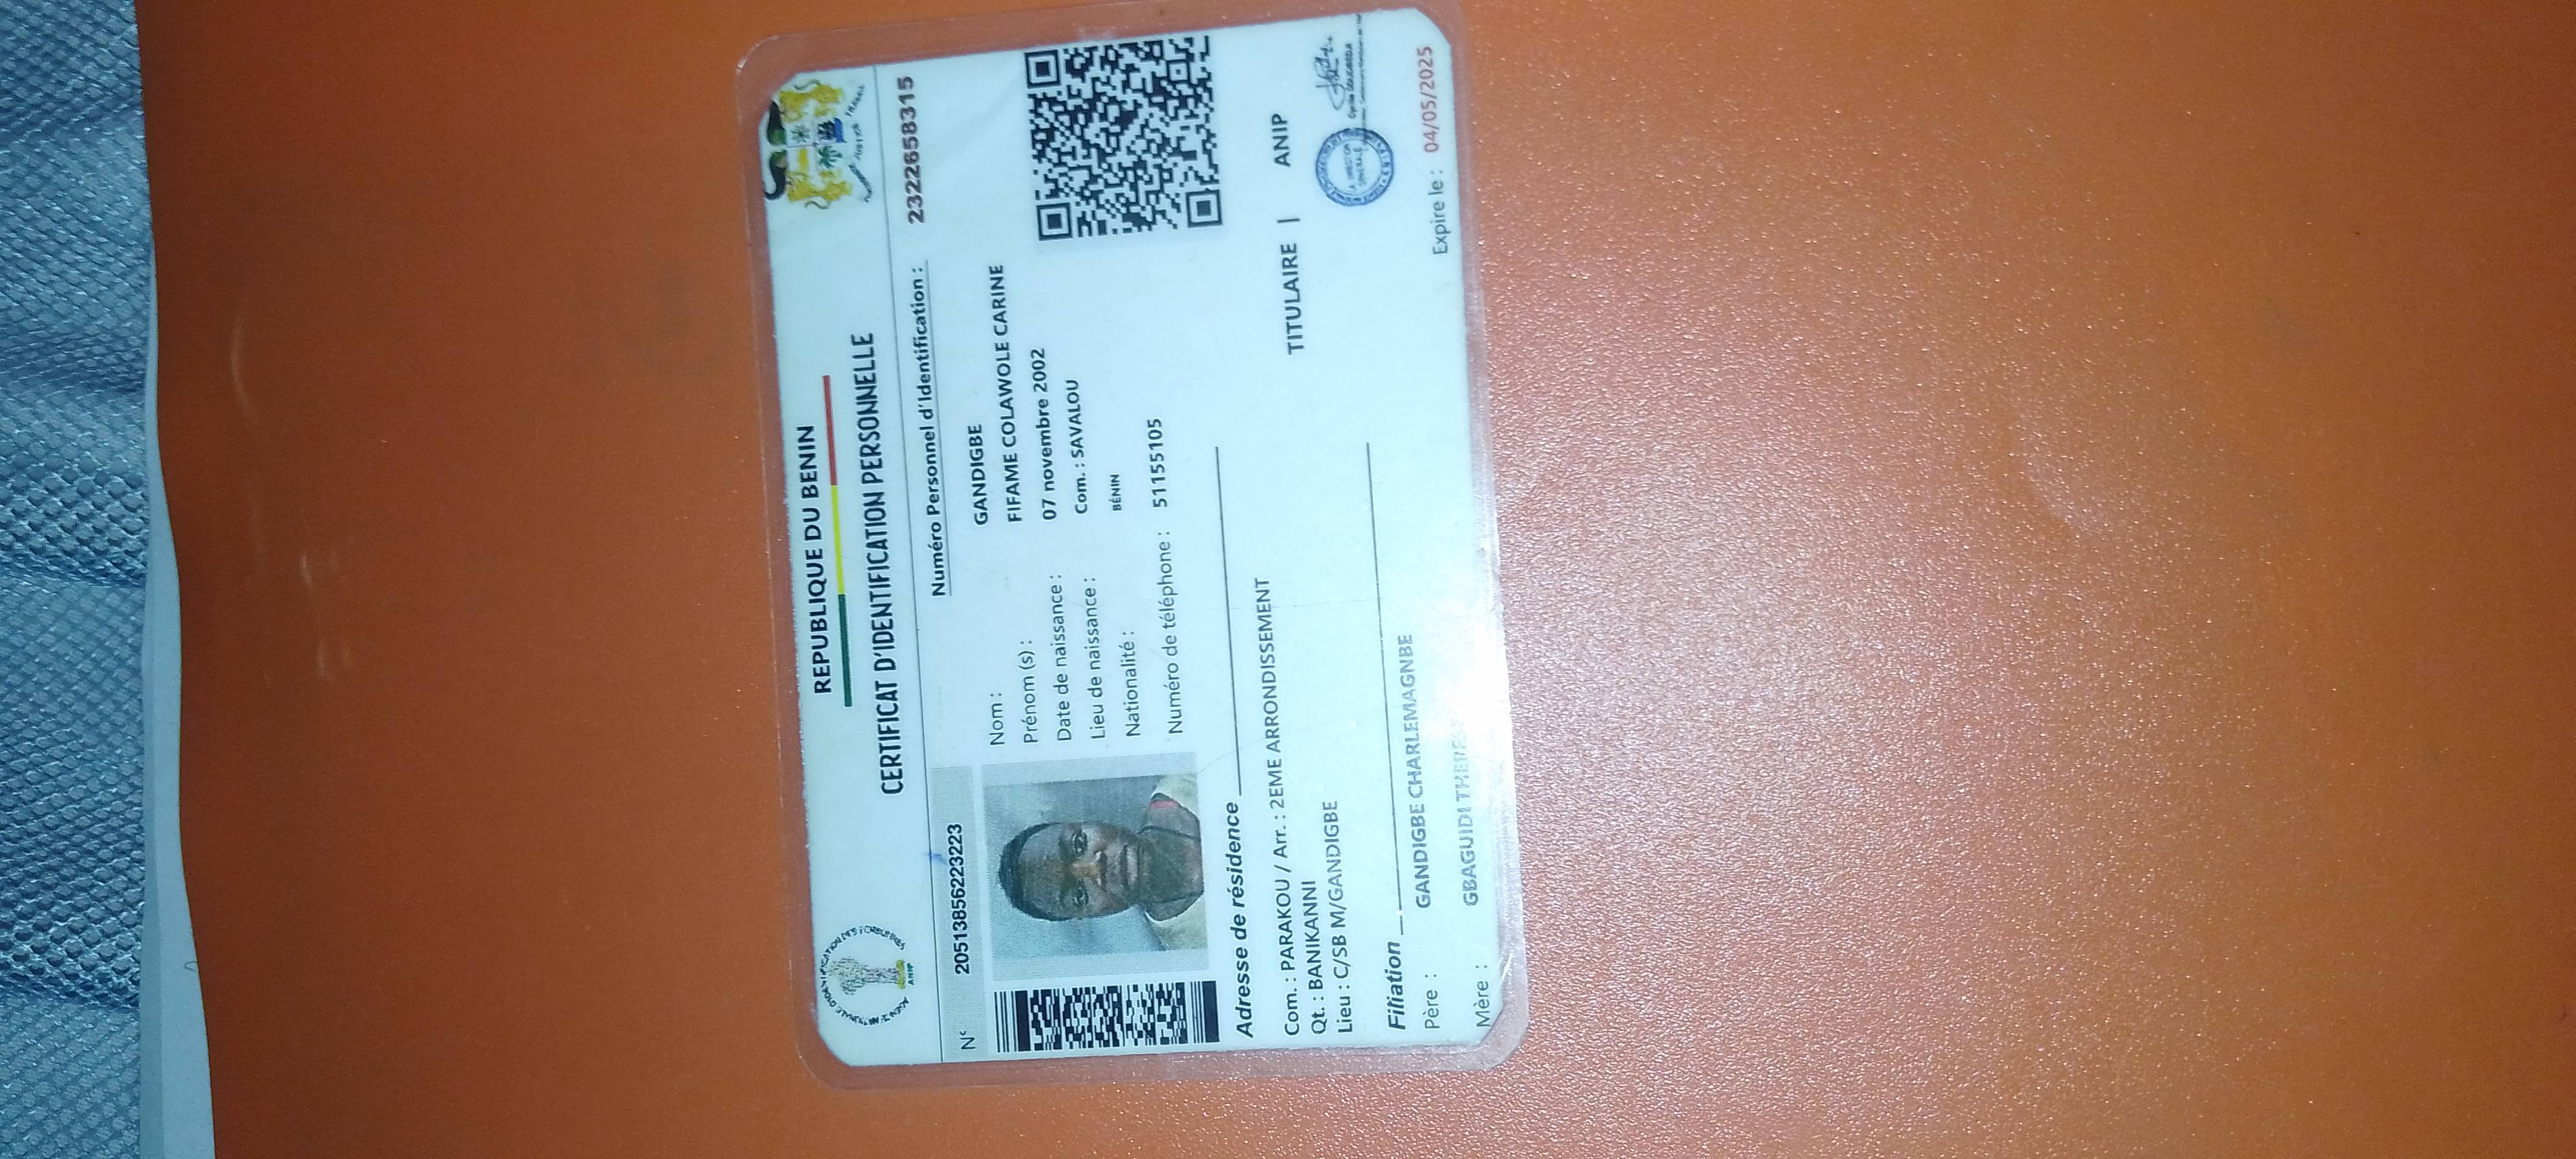 REPUBLIQUE DU BENIN
CERTIFICAT D'IDENTIFICATION PERSONNELLE
Numéro Personnel d'Identification : 2322658315
N° 20513856223223
Nom : GANDIGBE
Prénom (s) : FIFAME COLAWOLE CARINE
Date de naissance : 07 novembre 2002
Lieu de naissance : Com. : SAVALOU
Nationalité : BÉNIN
Numéro de téléphone : 51155105
Adresse de résidence
Com. : PARAKOU / Arr. : 2EME ARRONDISSEMENT
Qt. : BANIKANNI
Lieu : C/SB M/GANDIGBE
TITULAIRE | ANIP
Filiation
Père : GANDIGBE CHARLEMAGNBE
Mère : GBAGUIDI
Expire le : 04/05/2025